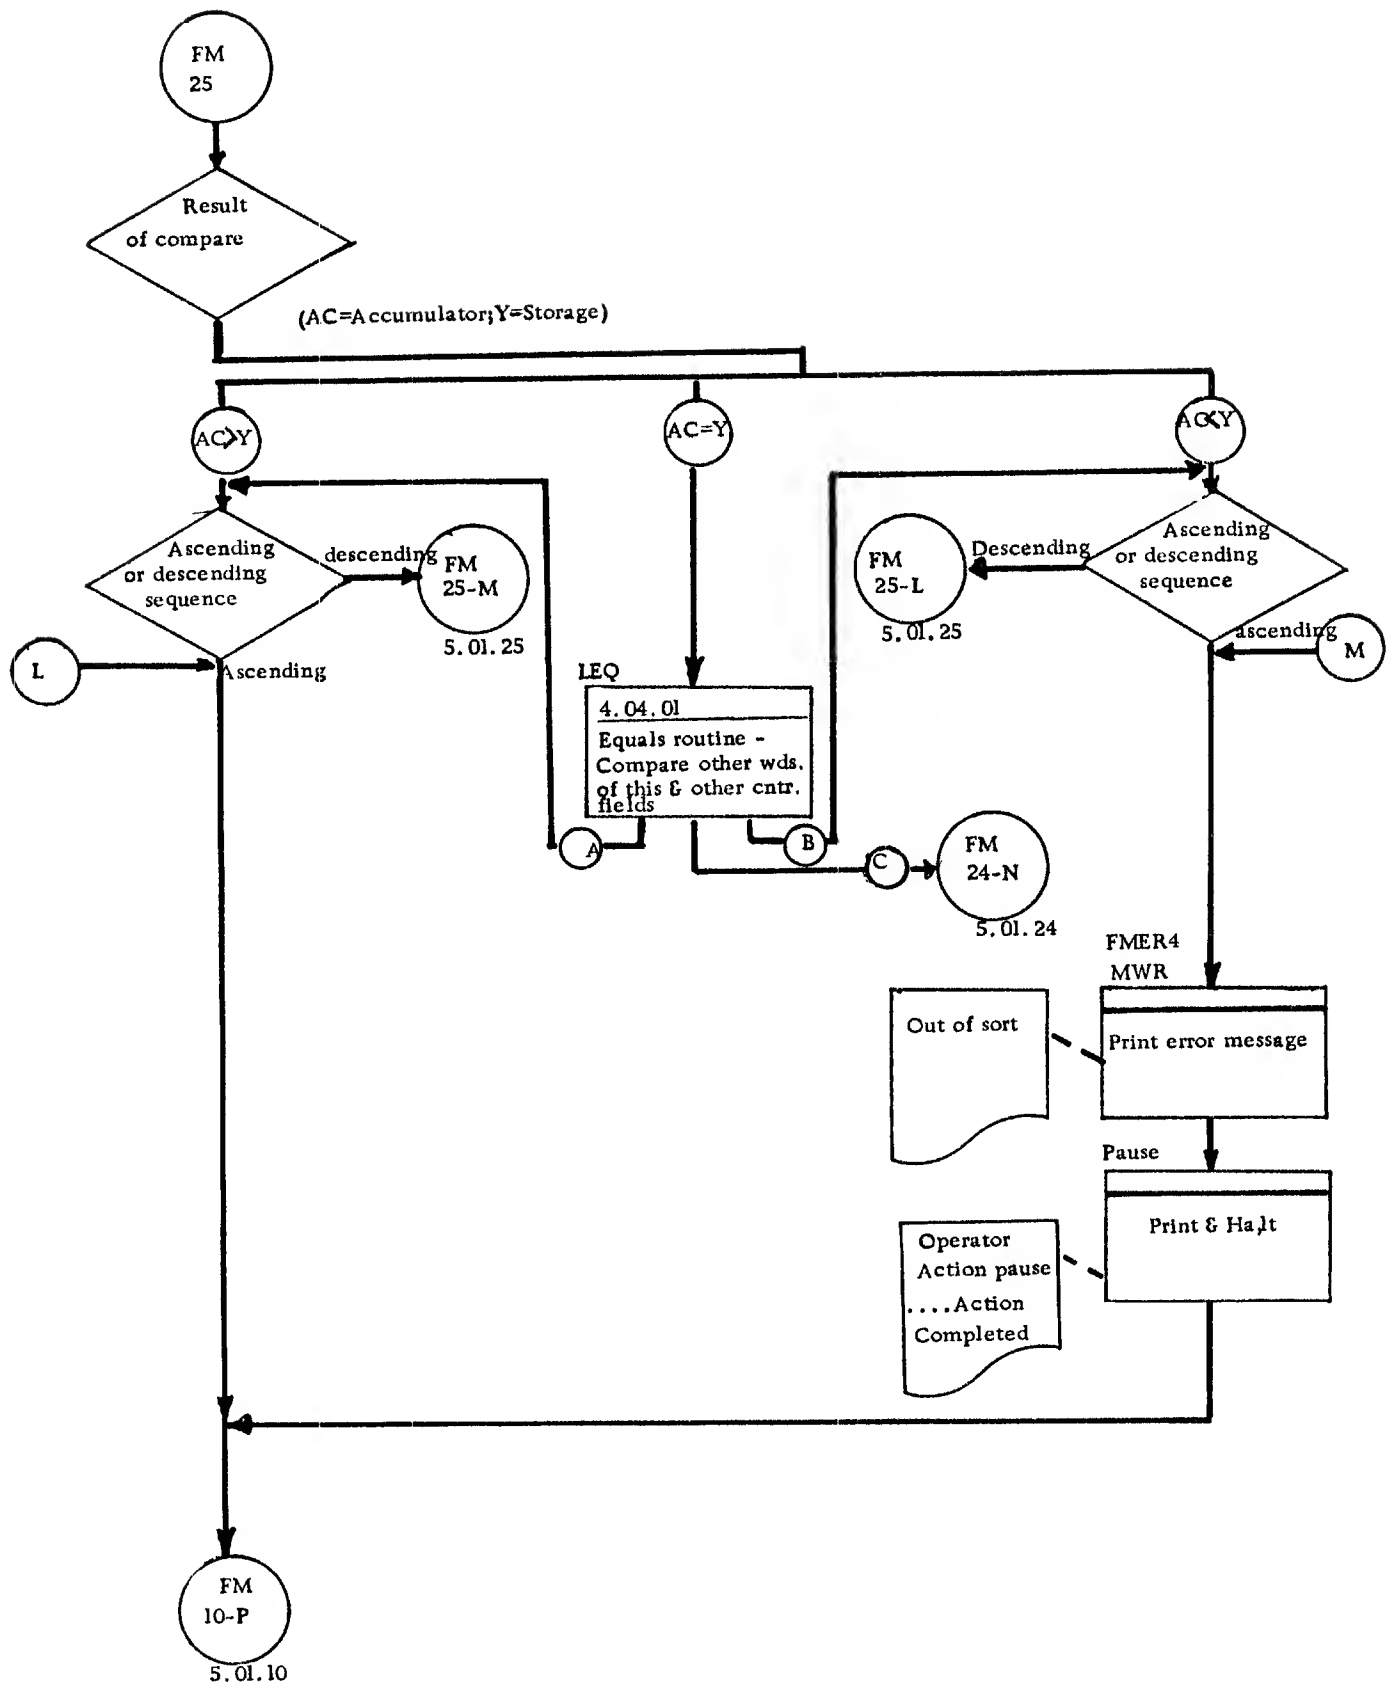 FM
25
Result
of compare
(AC=Accumulator;Y=Storage)
AC>Y
AC=Y
AC<Y
Ascending
or descending
sequence
descending
FM
25-M
5.01.25
FM
25-L
5.01.25
Descending
Ascending
or descending
sequence
ascending
M
L
Ascending
LEQ
4.04.01
Equals routine -
Compare other wds.
of this & other cntr.
fields
A
B
C
FM
24-N
5.01.24
FMER4
MWR
Out of sort
Print error message
Pause
Print & Ha,lt
Operator
Action pause
....Action
Completed
FM
10-P
5.01.10